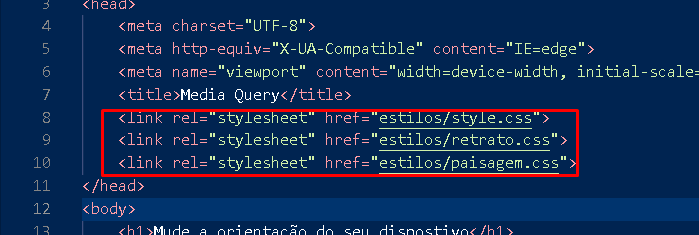 3 <head>
4 <meta charset="UTF-8">
5 <meta http-equiv="X-UA-Compatible" content="IE=edge">
6 <meta name="viewport" content="width=device-width, initial-scale=
7 <title>Media Query</title>
8 <link rel="stylesheet" href="estilos/style.css">
9 <link rel="stylesheet" href="estilos/retrato.css">
10 <link rel="stylesheet" href="estilos/paisagem.css">
11 </head>
12 <body>
13 <h1>Mude a orientação do seu dispostivo</h1>